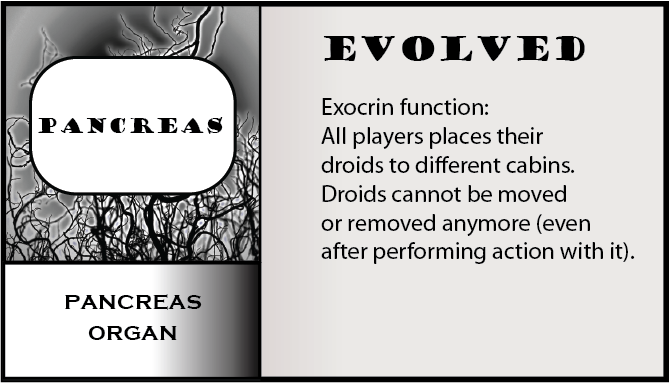 PANCREAS
PANCREAS
ORGAN
EVOLVED
Exocrin function:
All players places their
droids to different cabins.
Droids cannot be moved
or removed anymore (even
after performing action with it).